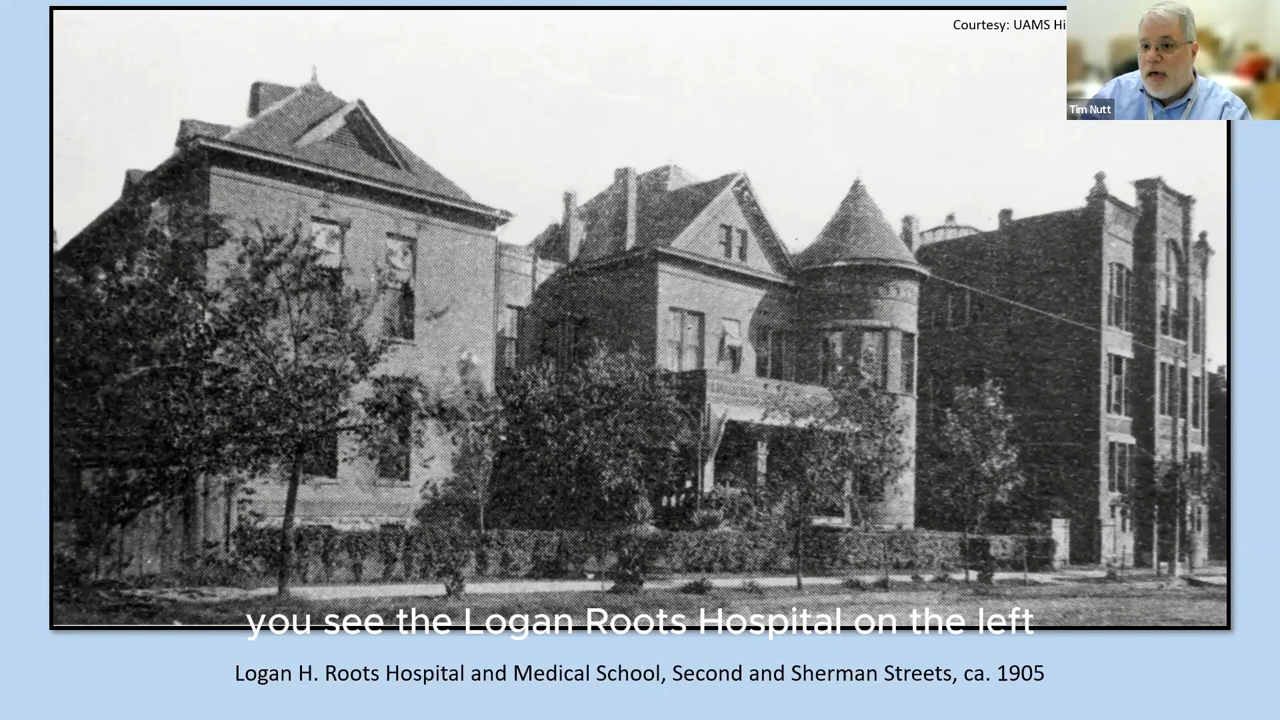 Courtesy: UAMS Hi
Tim Nutt
you see the Logan Roots Hospital on the left
Logan H. Roots Hospital and Medical School, Second and Sherman Streets, ca. 1905